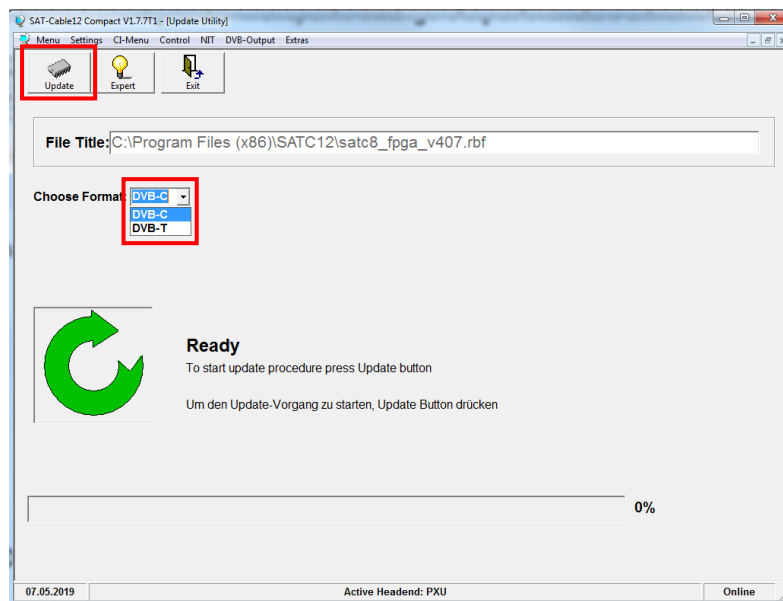 SAT-Cable12 Compact V1.7.7T1 - [Update Utility]
Menu Settings CI-Menu Control NIT DVB-Output Extras
Update Expert Exit
File Title: C:\Program Files (x86)\SATC12\satc8_fpga_v407.rbf
Choose Format: DVB-C
DVB-C
DVB-T
Ready
To start update procedure press Update button
Um den Update-Vorgang zu starten, Update Button drücken
0%
07.05.2019 Active Headend: PXU Online